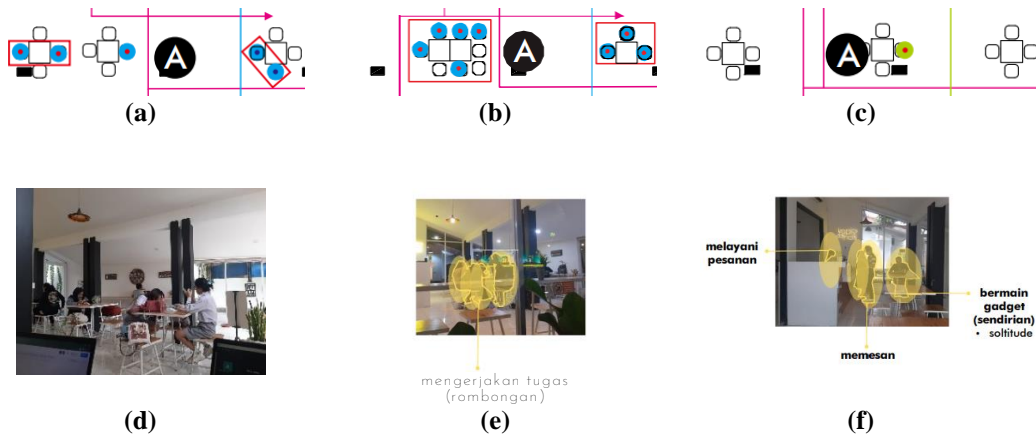 A
A
A
(a)
(b)
(c)
melayani
pesanan
bermain
gadget
(sendirian)
• soltitude
memesan
mengerjakan tugas
(rombongan)
(d)
(e)
(f)